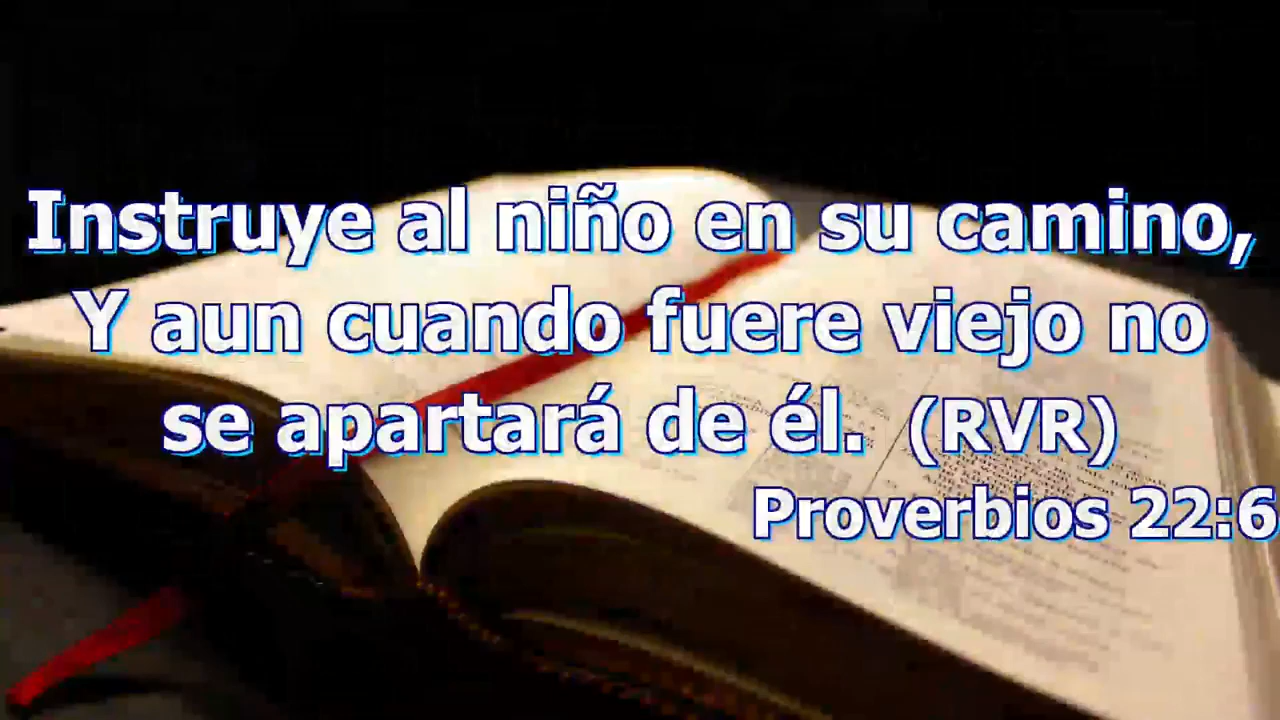 Instruye al niño en su camino,
Y aun cuando fuere viejo no
se apartará de él. (RVR)
Proverbios 22:6